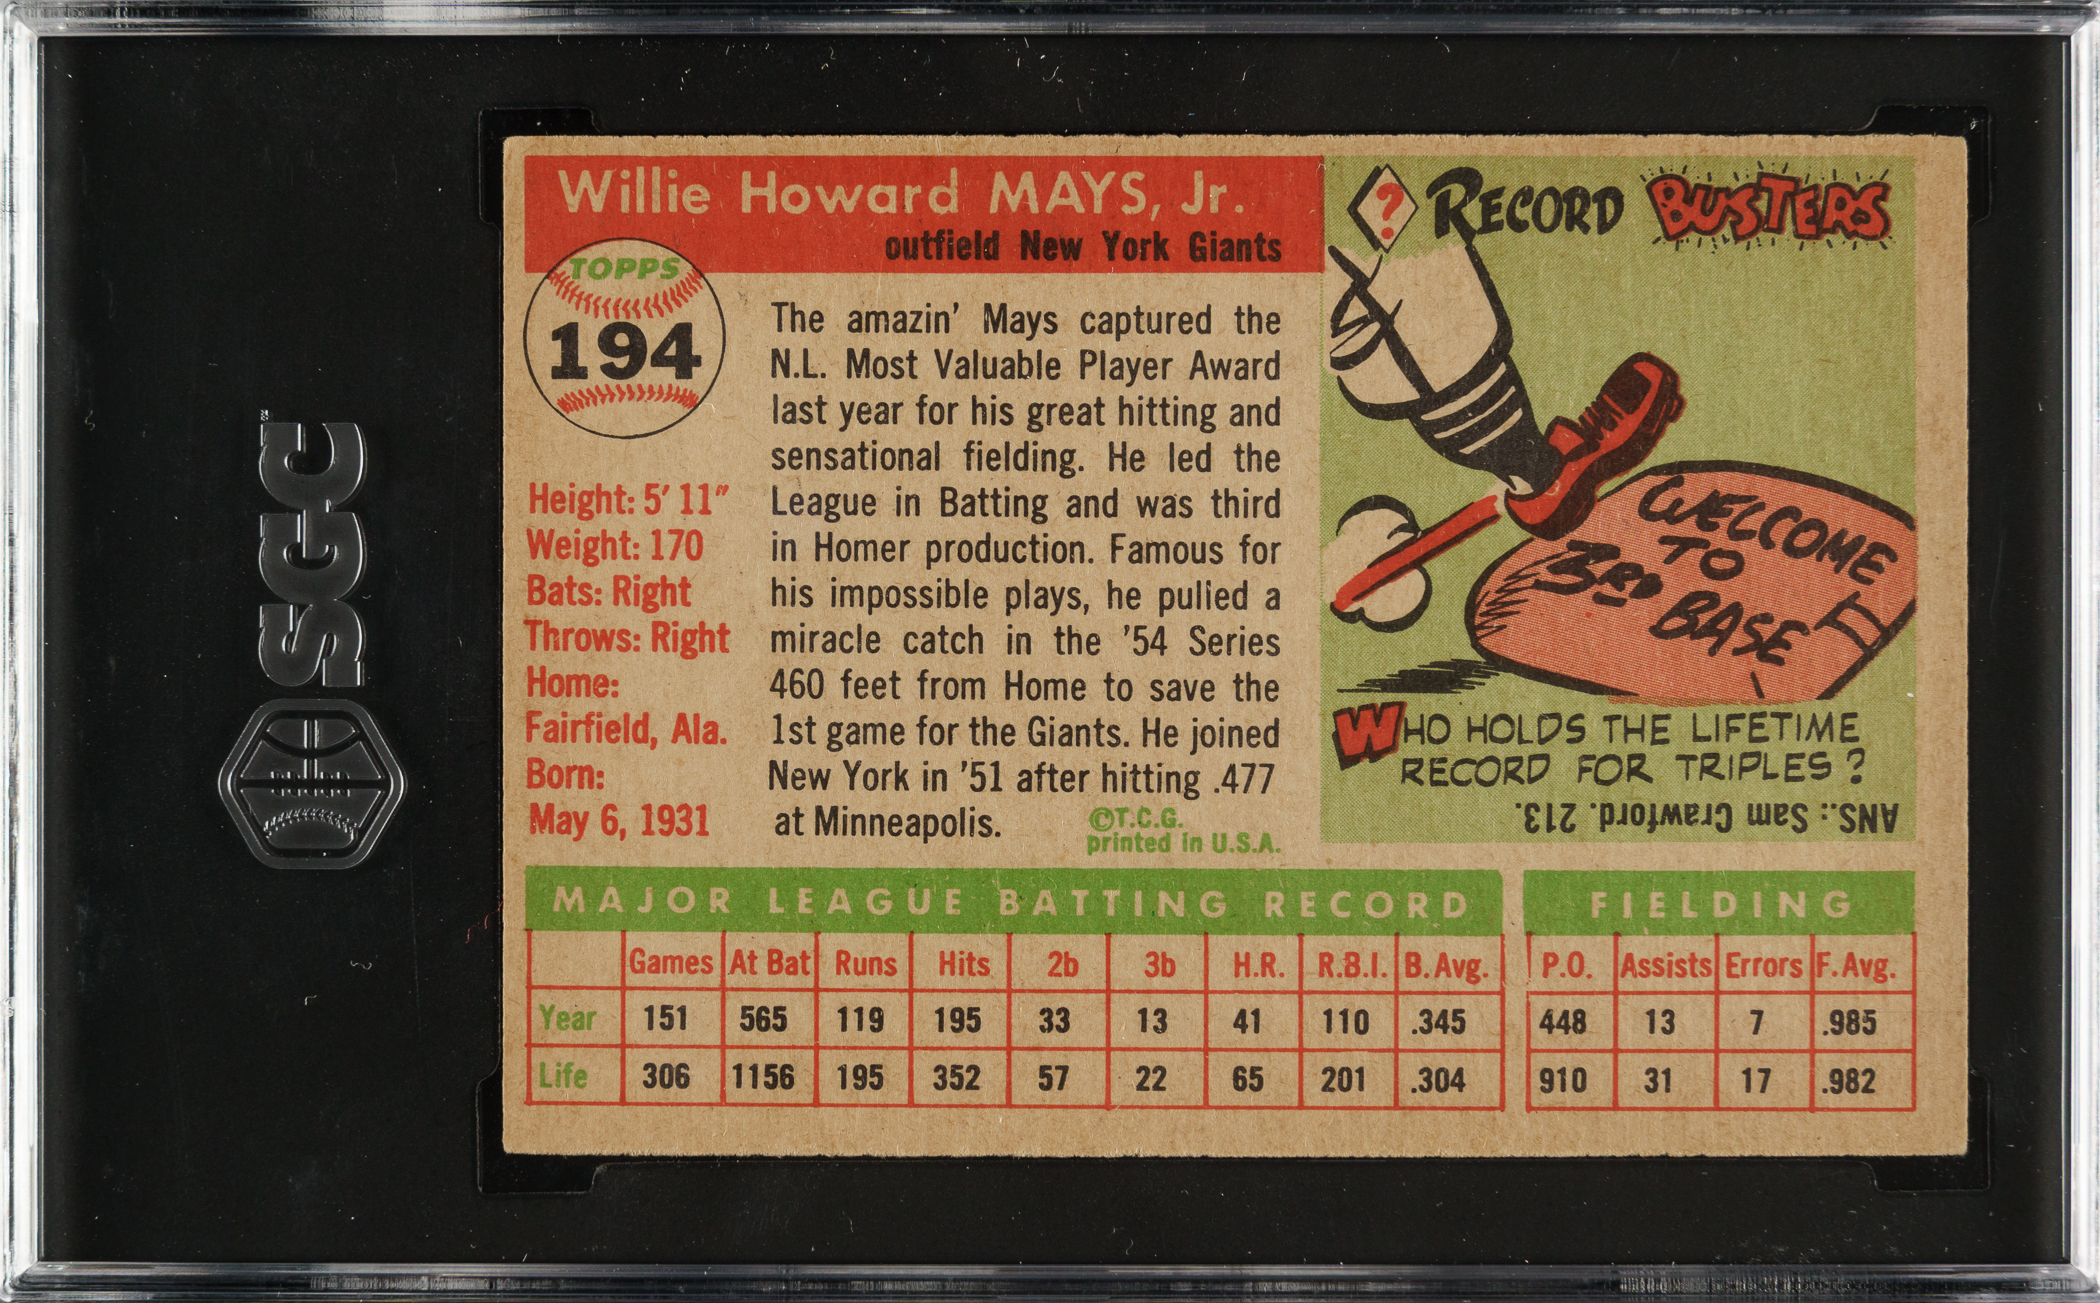 SGC
Willie Howard MAYS, Jr.
outfield New York Giants
TOPPS
194
Height: 5' 11"
Weight: 170
Bats: Right
Throws: Right
Home:
Fairfield, Ala.
Born:
May 6, 1931
The amazin' Mays captured the
N.L. Most Valuable Player Award
last year for his great hitting and
sensational fielding. He led the
League in Batting and was third
in Homer production. Famous for
his impossible plays, he pulled a
miracle catch in the '54 Series
460 feet from Home to save the
1st game for the Giants. He joined
New York in '51 after hitting .477
at Minneapolis.
©T.C.G.
printed in U.S.A.
? RECORD BUSTERS
WELCOME
TO
3RD BASE
WHO HOLDS THE LIFETIME
RECORD FOR TRIPLES?
ANS.: Sam Crawford. 213.
MAJOR LEAGUE BATTING RECORD
Games At Bat Runs Hits 2b 3b H.R. R.B.I. B.Avg.
Year 151 565 119 195 33 13 41 110 .345
Life 306 1156 195 352 57 22 65 201 .304
FIELDING
P.O. Assists Errors F.Avg.
448 13 7 .985
910 31 17 .982